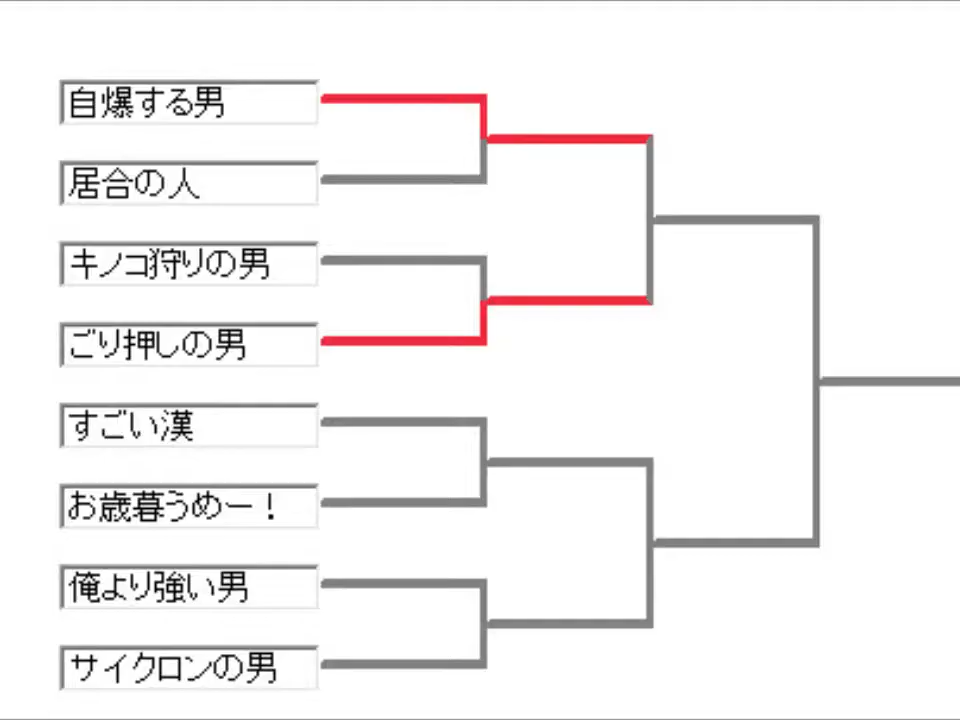 自爆する男
居合の人
キノコ狩りの男
ごり押しの男
すごい漢
お歳暮うめー！
俺より強い男
サイクロンの男